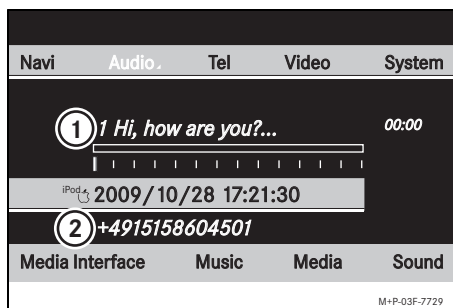 Navi Audio Tel Video System
1 1 Hi, how are you?... 00:00
iPod 2009/10/28 17:21:30
2 +4915158604501
Media Interface Music Media Sound
M+P-03F-7729